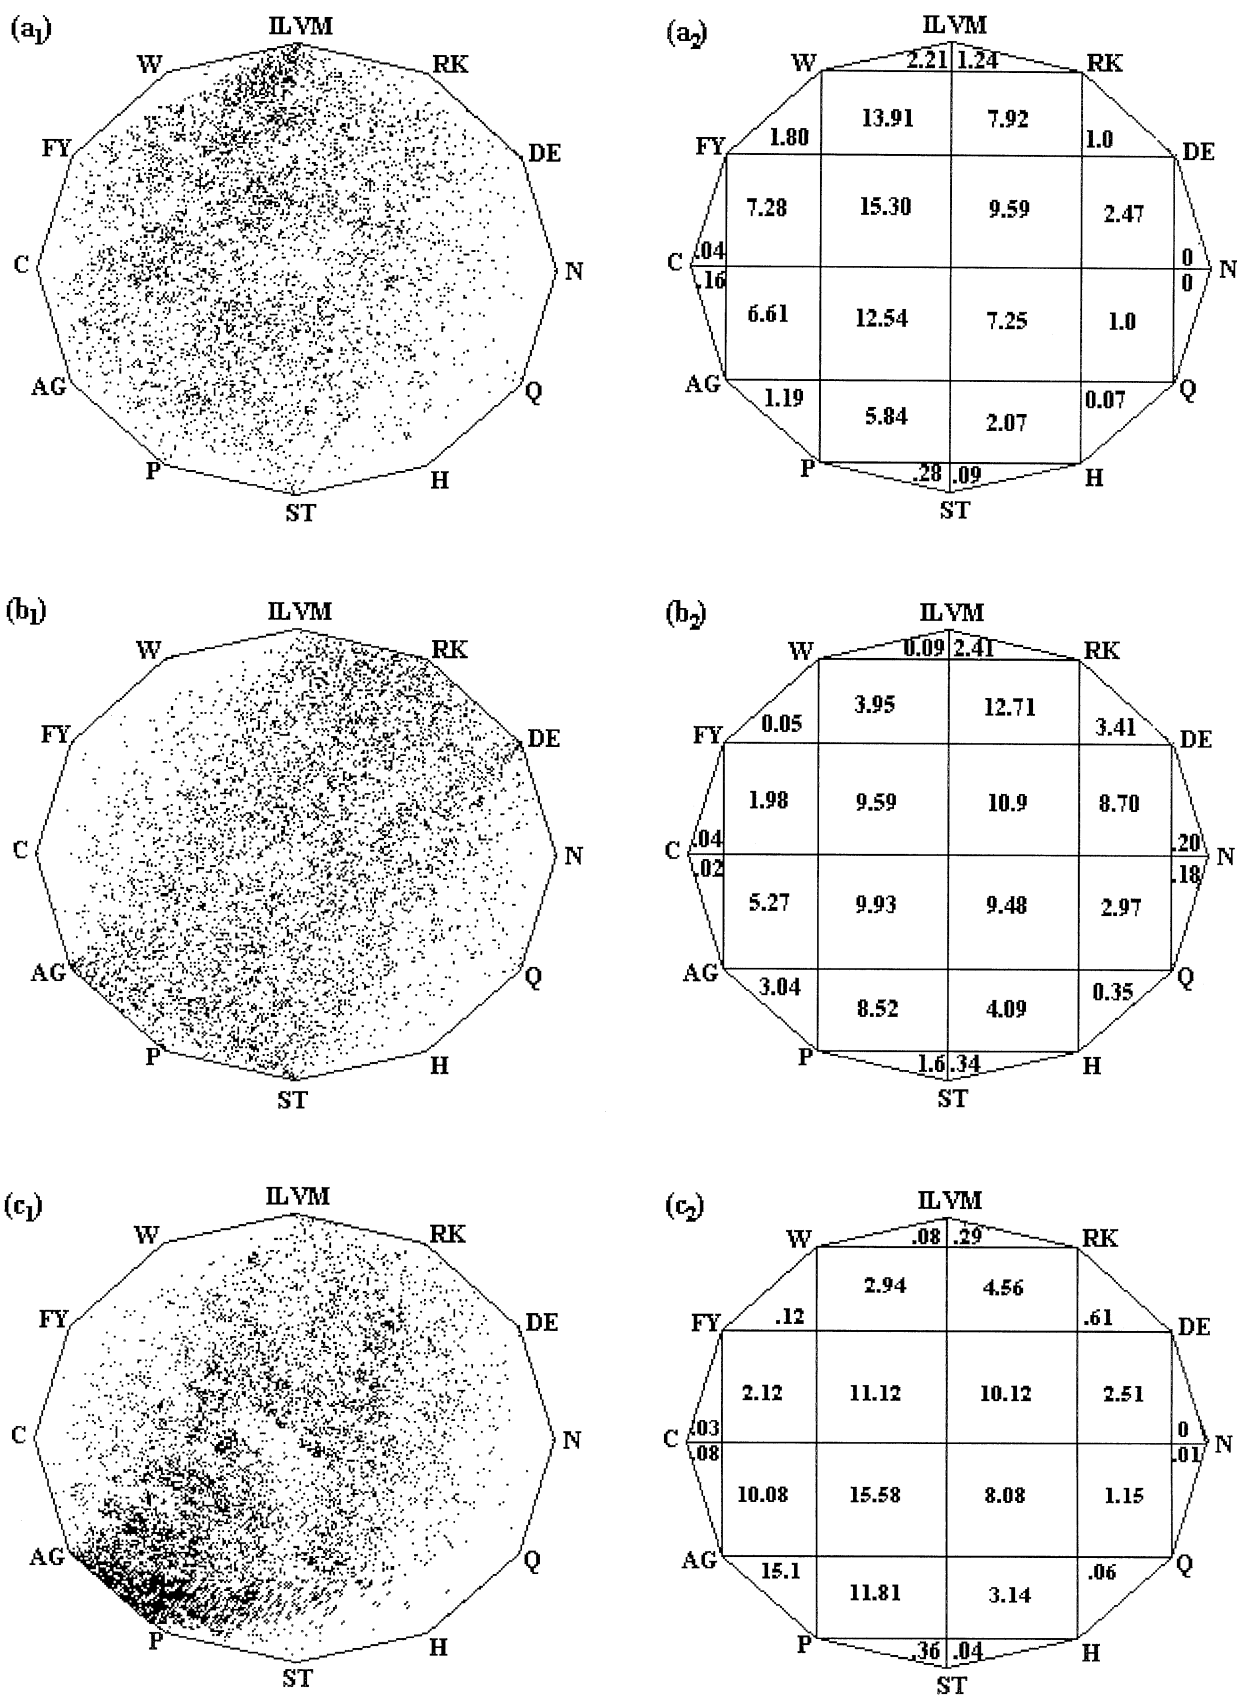 (a1)
ILVM
W
RK
FY
DE
C
N
AG
Q
P
H
ST
(a2)
ILVM
W
2.21
1.24
RK
13.91
7.92
FY
1.80
1.0
DE
7.28
15.30
9.59
2.47
C
.04
0
N
.16
0
6.61
12.54
7.25
1.0
AG
1.19
5.84
2.07
0.07
Q
P
.28
.09
H
ST
(b1)
ILVM
W
RK
FY
DE
C
N
AG
Q
P
H
ST
(b2)
ILVM
W
0.09
2.41
RK
3.95
12.71
FY
0.05
3.41
DE
1.98
9.59
10.9
8.70
C
.04
.20
N
.02
.18
5.27
9.93
9.48
2.97
AG
3.04
8.52
4.09
0.35
Q
P
1.6
.34
H
ST
(c1)
ILVM
W
RK
FY
DE
C
N
AG
Q
P
H
ST
(c2)
ILVM
W
.08
.29
RK
2.94
4.56
FY
.12
.61
DE
2.12
11.12
10.12
2.51
C
.03
0
N
.08
.01
10.08
15.58
8.08
1.15
AG
15.1
11.81
3.14
.06
Q
P
.36
.04
H
ST